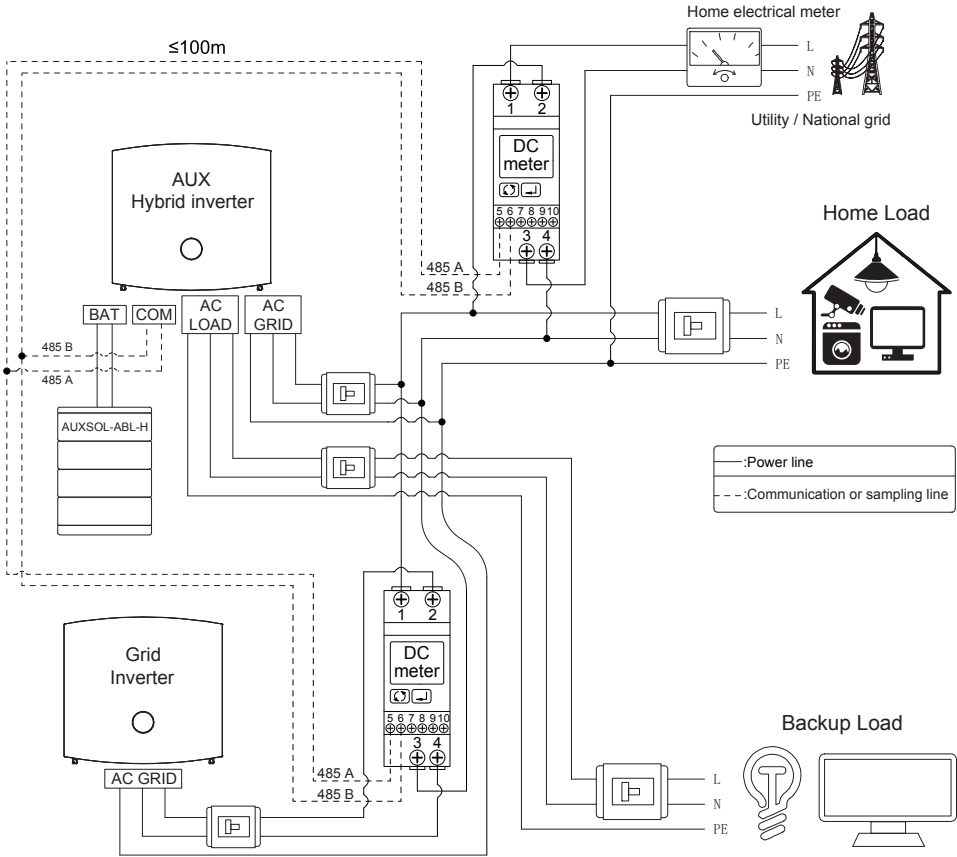 Home electrical meter
≤100m
L
N
PE
Utility / National grid
1 2
DC
meter
5 6 7 8 9 10
3 4
AUX
Hybrid inverter
485 A
485 B
Home Load
BAT
COM
AC
LOAD
AC
GRID
L
N
PE
485 B
485 A
AUXSOL-ABL-H
:Power line
:Communication or sampling line
1 2
DC
meter
5 6 7 8 9 10
3 4
Grid
Inverter
485 A
485 B
AC GRID
Backup Load
L
N
PE